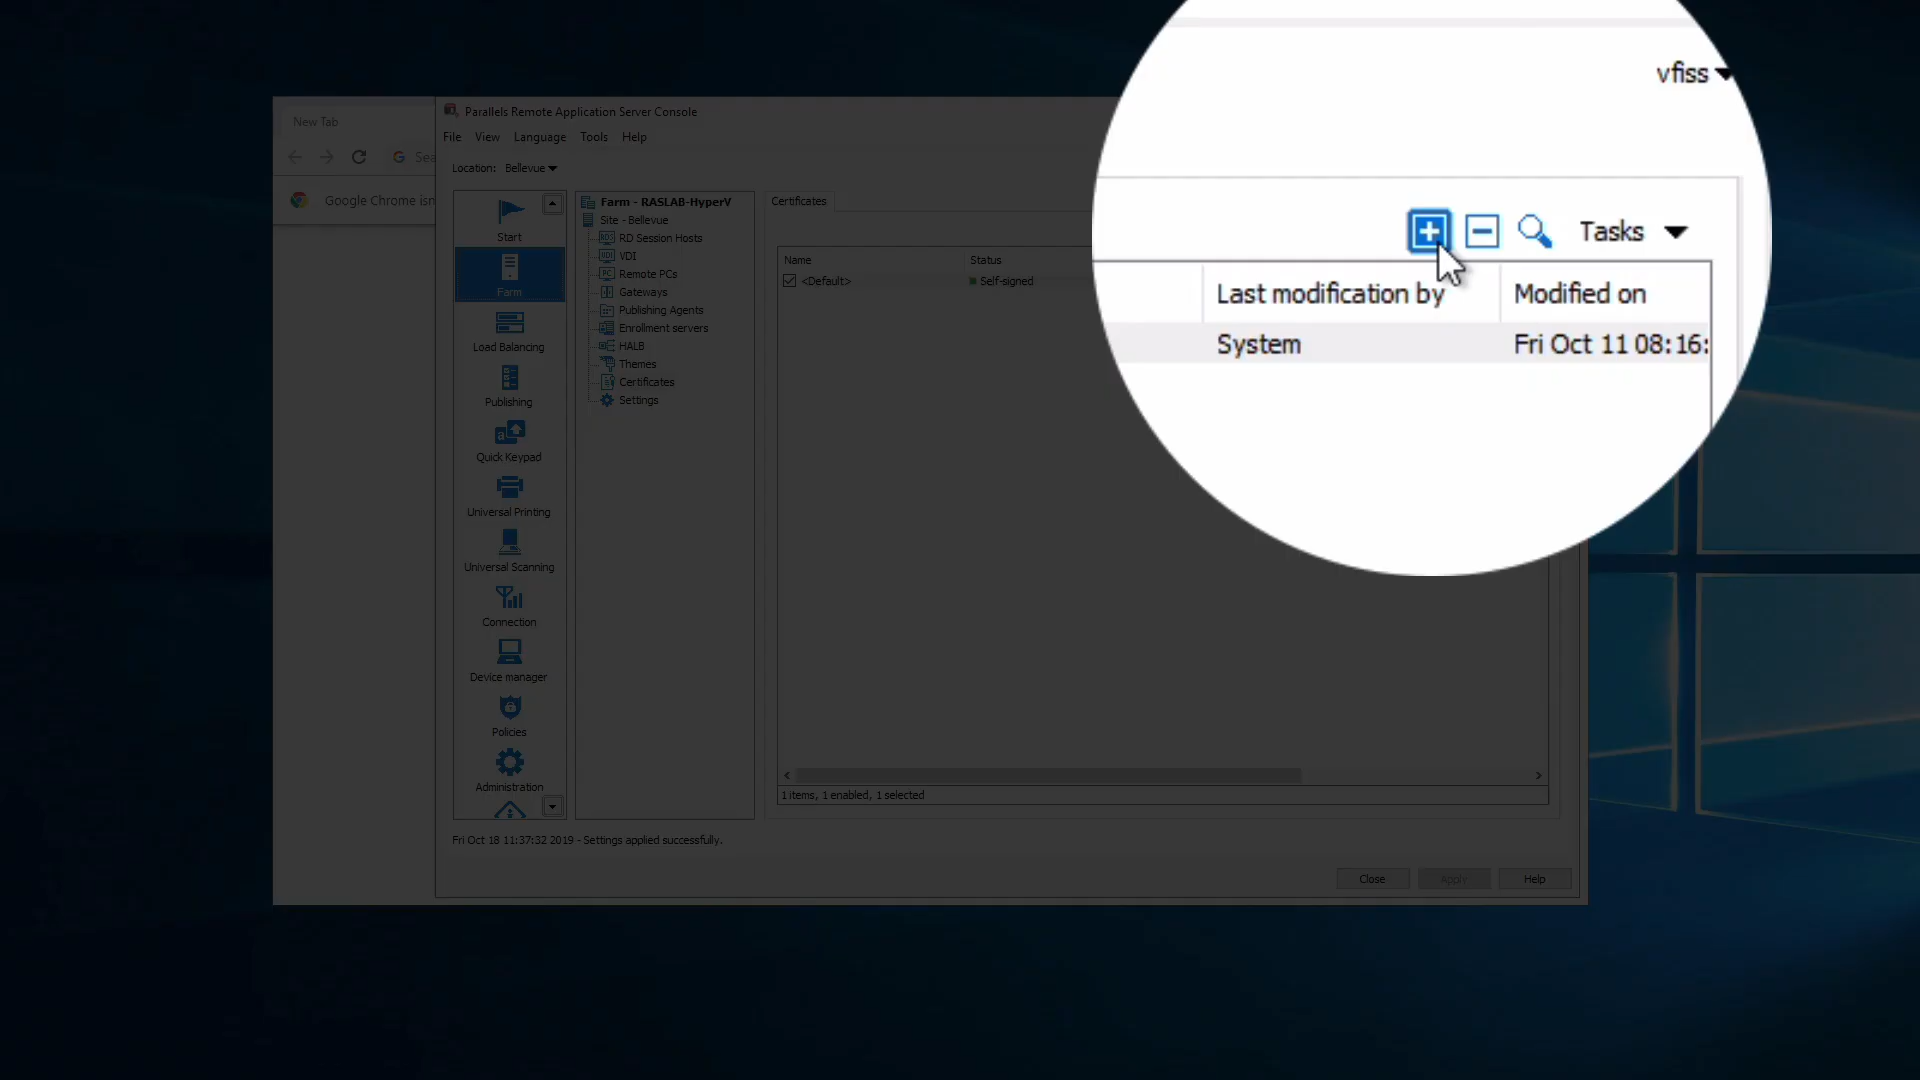 New Tab
Sea
Google Chrome isn
Parallels Remote Application Server Console
File View Language Tools Help
Location: Bellevue
vfiss
Start
Farm
Load Balancing
Publishing
Quick Keypad
Universal Printing
Universal Scanning
Connection
Device manager
Policies
Administration
Farm - RASLAB-HyperV
Site - Bellevue
RD Session Hosts
VDI
Remote PCs
Gateways
Publishing Agents
Enrollment servers
HALB
Themes
Certificates
Settings
Certificates
Tasks
Name Status Last modification by Modified on
<Default> Self-signed System Fri Oct 11 08:16:
1 items, 1 enabled, 1 selected
Fri Oct 18 11:37:32 2019 - Settings applied successfully.
Close Apply Help